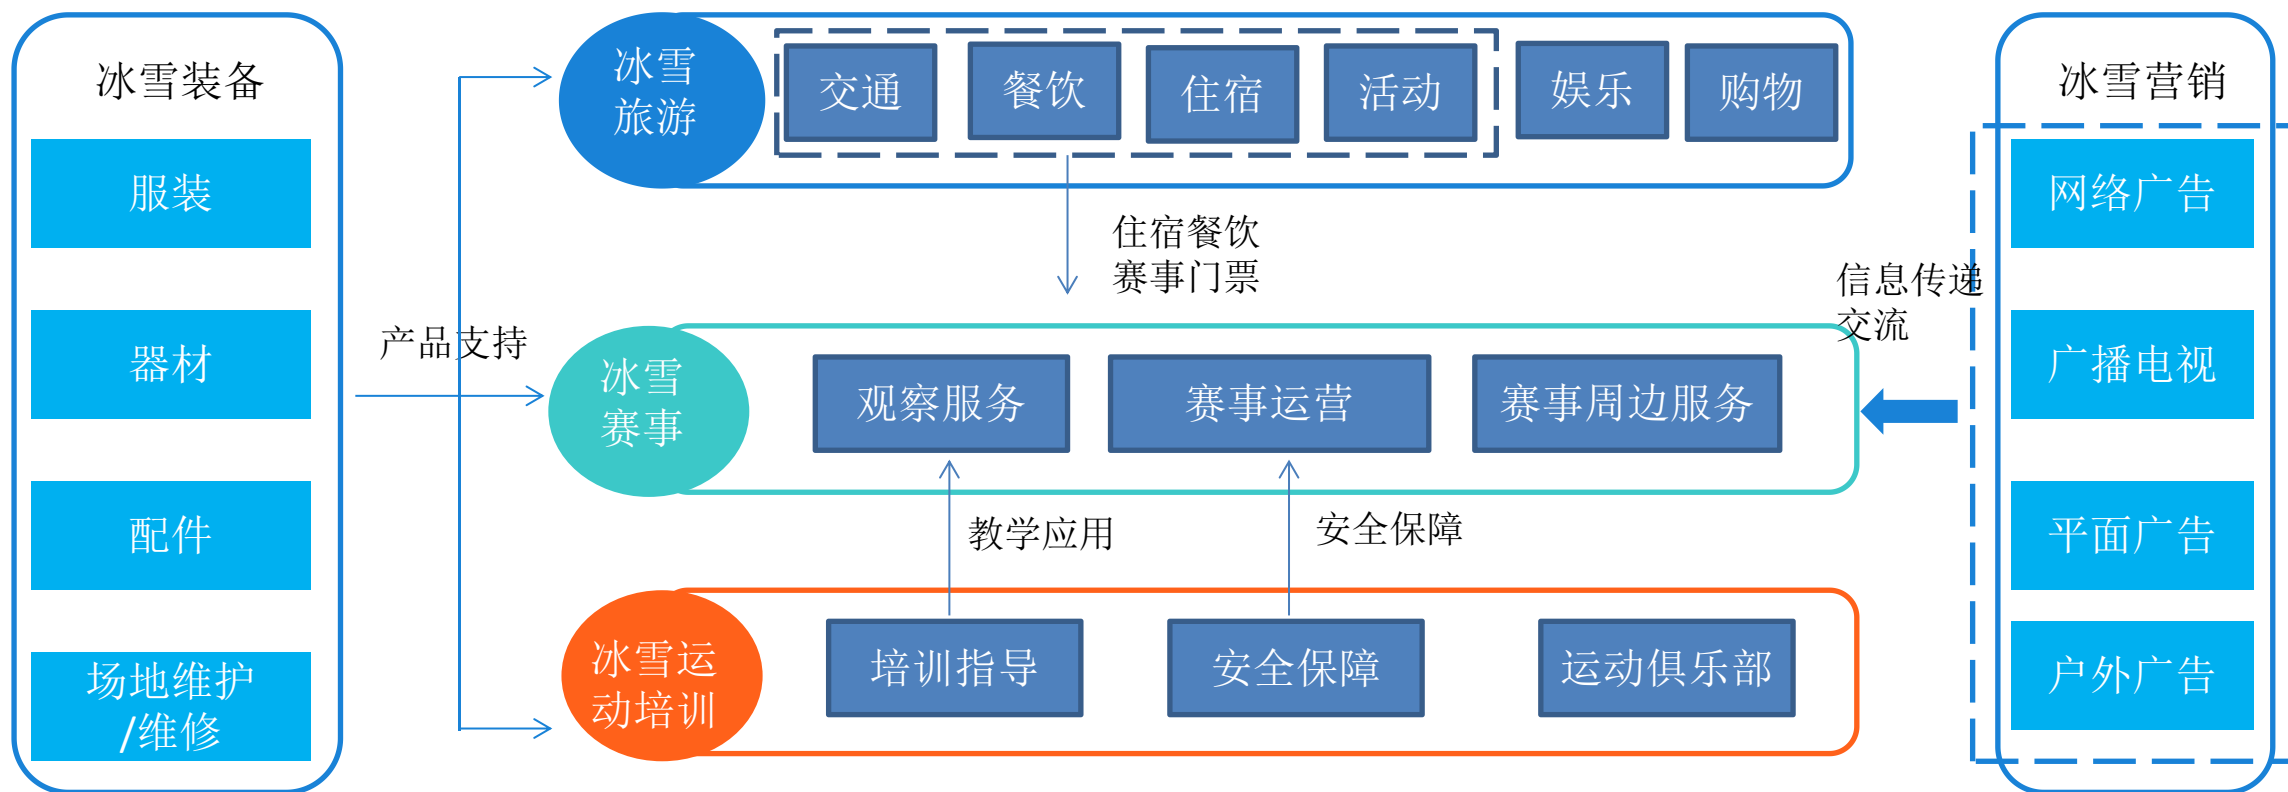 冰雪装备
服装
器材
配件
场地维护
/维修
产品支持
冰雪
旅游
交通
餐饮
住宿
活动
娱乐
购物
住宿餐饮
赛事门票
冰雪
赛事
观察服务
赛事运营
赛事周边服务
教学应用
安全保障
冰雪运
动培训
培训指导
安全保障
运动俱乐部
信息传递
交流
冰雪营销
网络广告
广播电视
平面广告
户外广告